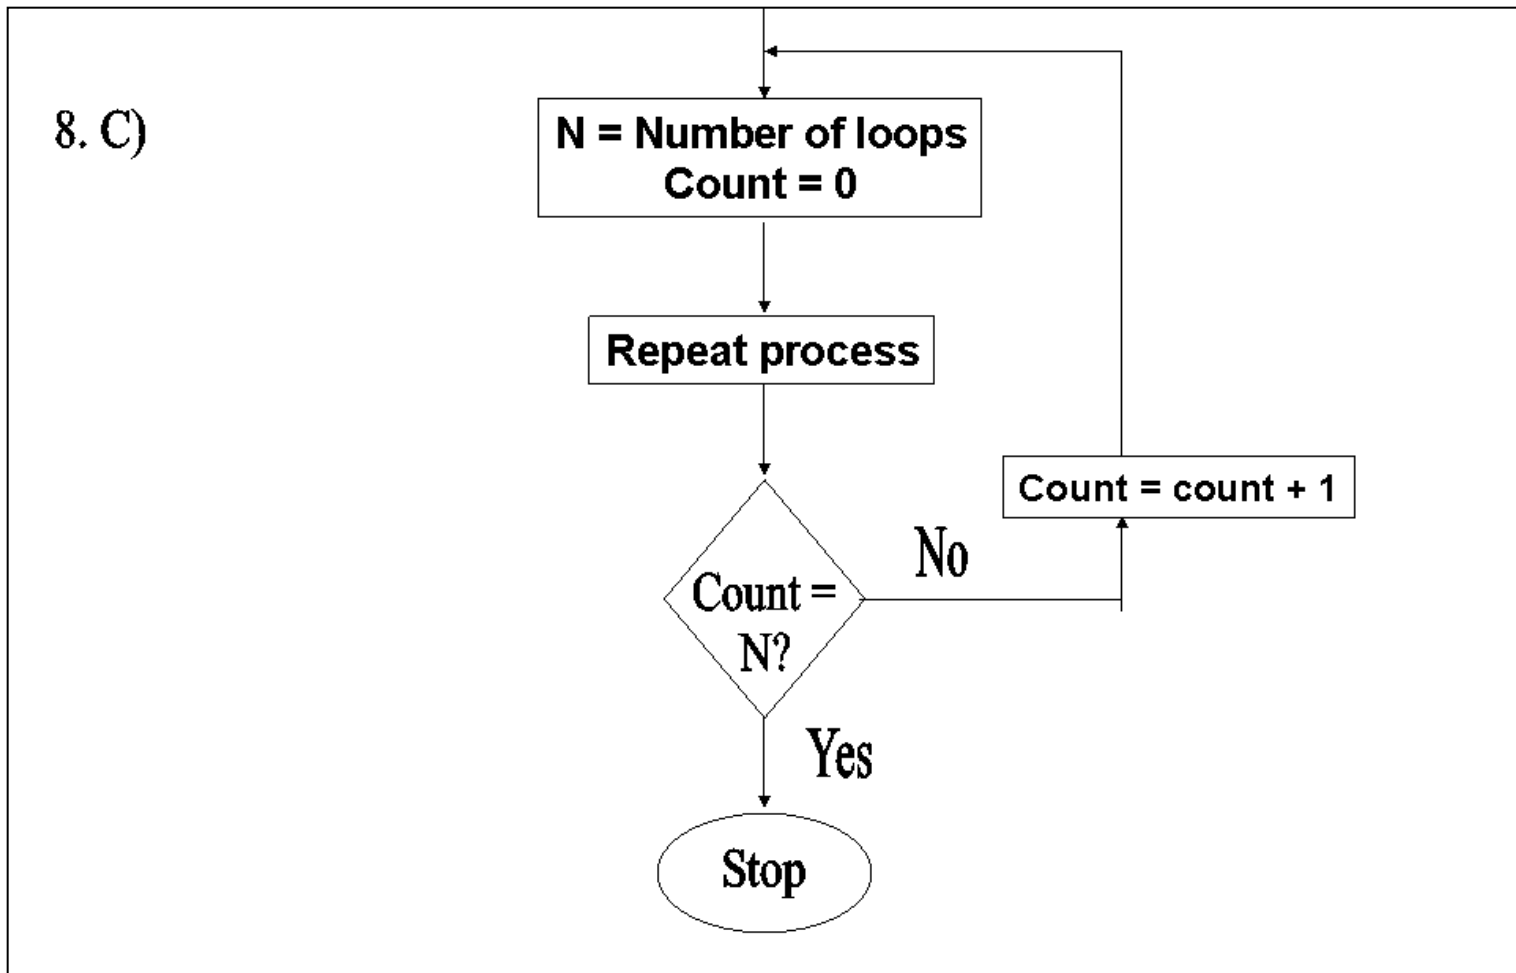 8. C)
N = Number of loops
Count = 0
Repeat process
Count = count + 1
No
Count =
N?
Yes
Stop